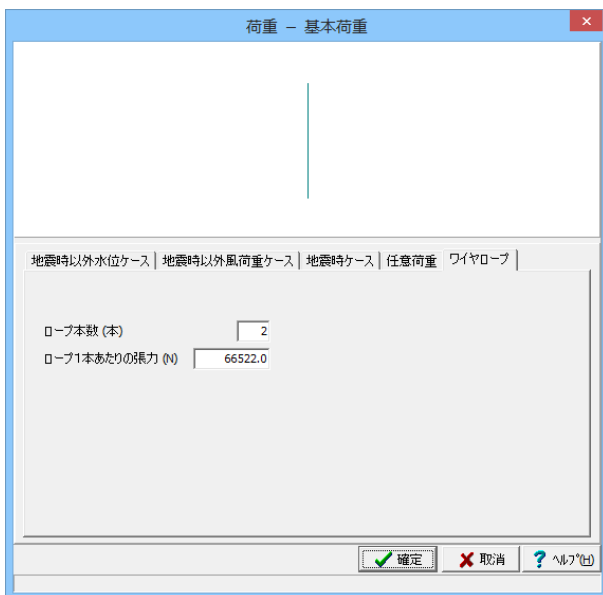 荷重 － 基本荷重
地震時以外水位ケース 地震時以外風荷重ケース 地震時ケース 任意荷重 ワイヤロープ
ロープ本数 (本) 2
ロープ1本あたりの張力 (N) 66522.0
確定 取消 ? ﾍﾙﾌﾟ(H)